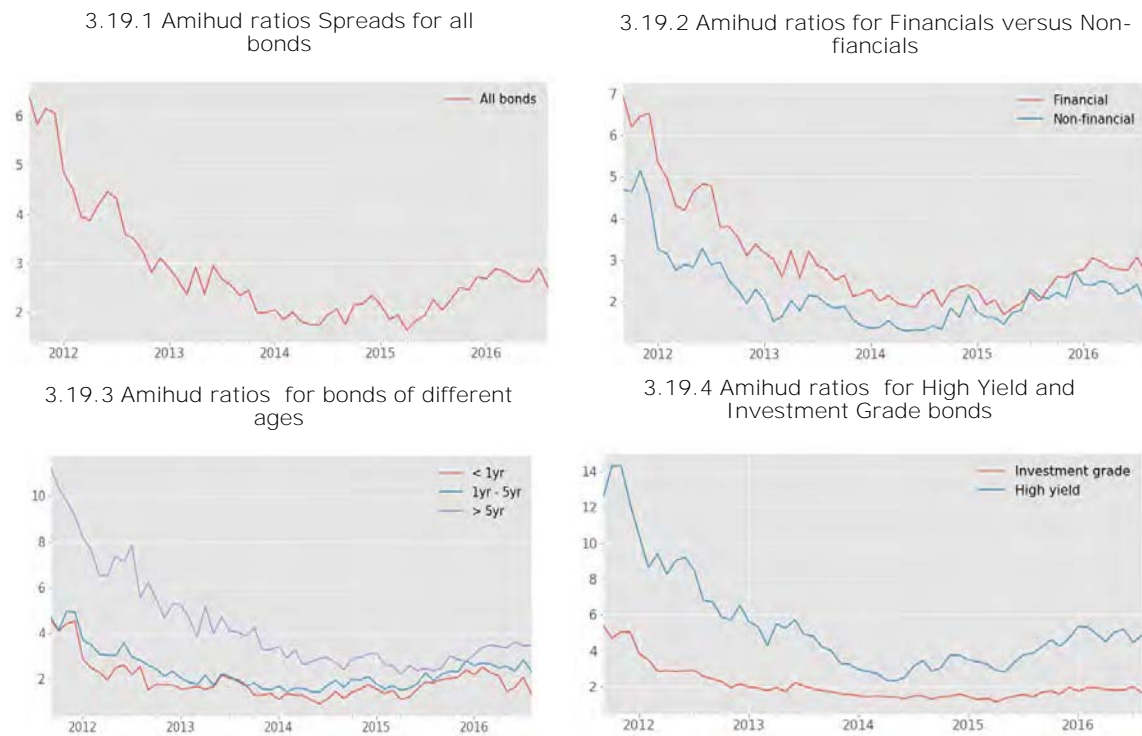 3.19.1 Amihud ratios Spreads for all
bonds
6
5
4
3
2
All bonds
2012 2013 2014 2015 2016
3.19.2 Amihud ratios for Financials versus Non-
fiancials
7
6
5
4
3
2
Financial
Non-financial
2012 2013 2014 2015 2016
3.19.3 Amihud ratios for bonds of different
ages
10
8
6
4
2
< 1yr
1yr - 5yr
> 5yr
2012 2013 2014 2015 2016
3.19.4 Amihud ratios for High Yield and
Investment Grade bonds
14
12
10
8
6
4
2
Investment grade
High yield
2012 2013 2014 2015 2016